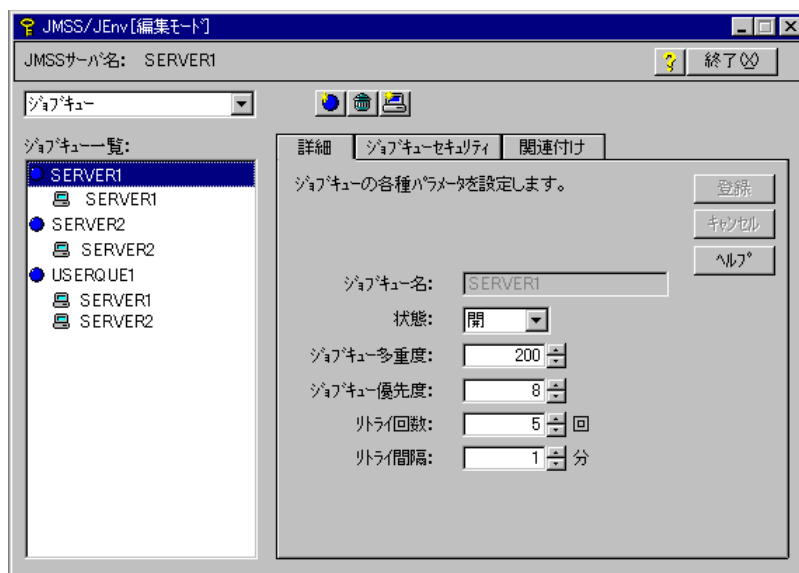 JMSS/JEnv[編集ﾓｰﾄﾞ]
JMSSｻｰﾊﾞ名: SERVER1
終了(X)
ｼﾞｮﾌﾞｷｭｰ
ｼﾞｮﾌﾞｷｭｰ一覧:
SERVER1
SERVER1
SERVER2
SERVER2
USERQUE1
SERVER1
SERVER2
詳細 ｼﾞｮﾌﾞｷｭｰｾｷｭﾘﾃｨ 関連付け
ｼﾞｮﾌﾞｷｭｰの各種ﾊﾟﾗﾒｰﾀを設定します。
登録
ｷｬﾝｾﾙ
ﾍﾙﾌﾟ
ｼﾞｮﾌﾞｷｭｰ名: SERVER1
状態: 開
ｼﾞｮﾌﾞｷｭｰ多重度: 200
ｼﾞｮﾌﾞｷｭｰ優先度: 8
ﾘﾄﾗｲ回数: 5 回
ﾘﾄﾗｲ間隔: 1 分